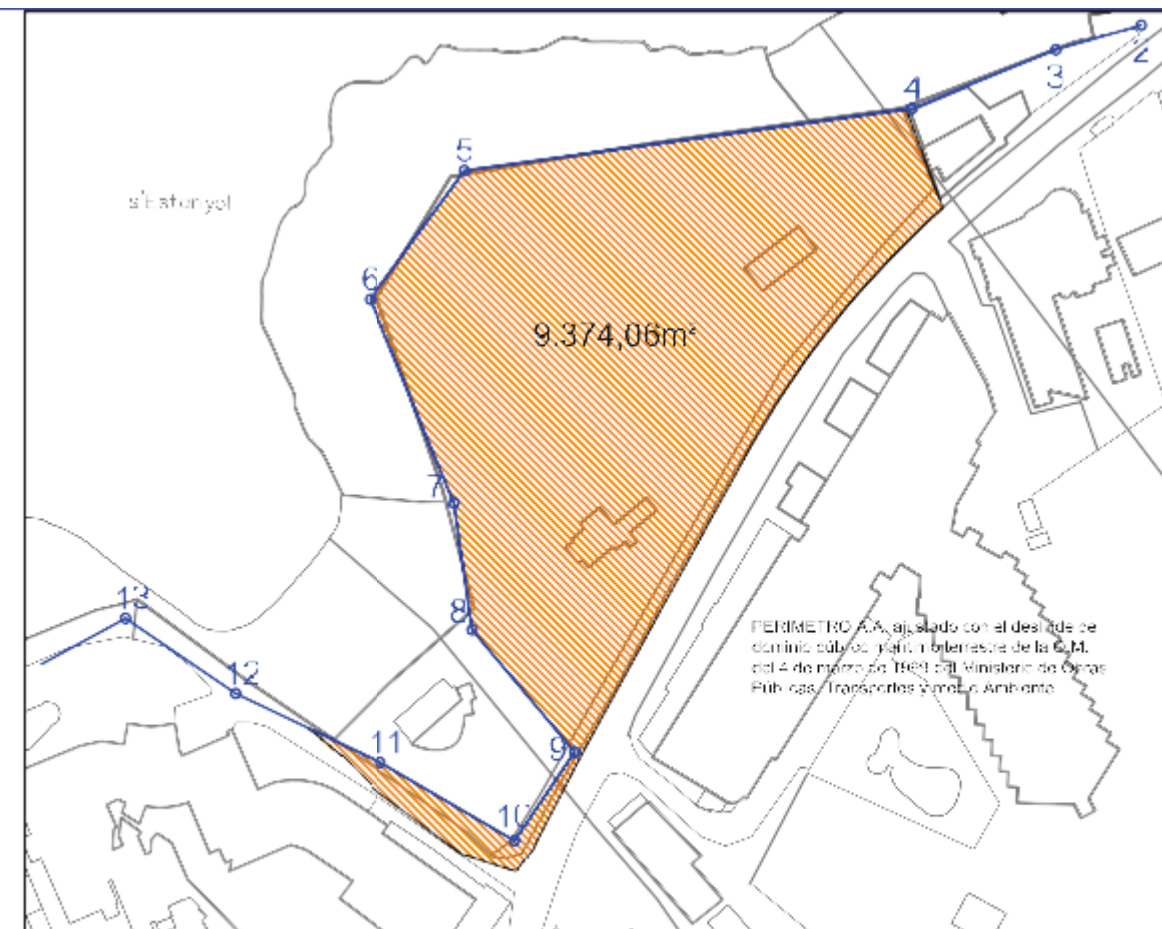 2
3
4
5
s'Estanyol
6
9.374,06m²
7
8
13
PERIMETRO A.A. ajustado con el deslinde de
dominio público marítimo terrestre de la O.M.
del 4 de marzo de Ministerio de Obras
Públicas, Transportes y medio Ambiente
12
11
9
10